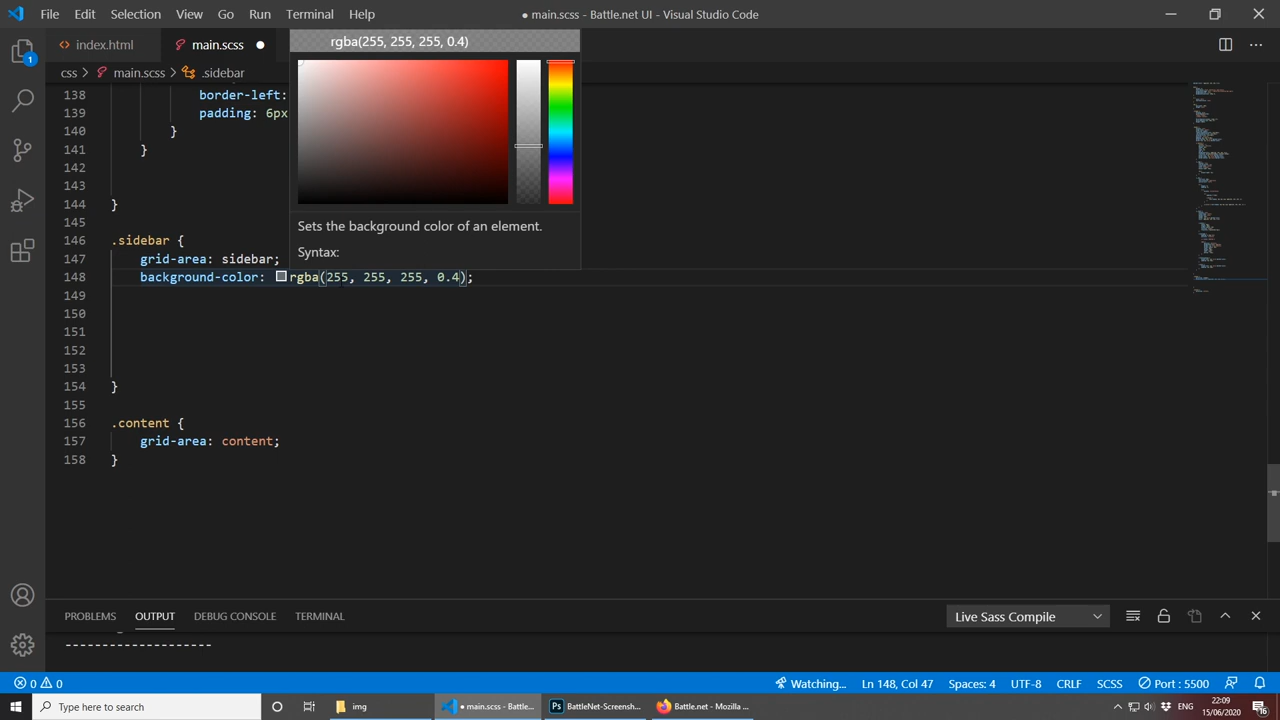 File Edit Selection View Go Run Terminal Help
● main.scss - Battle.net UI - Visual Studio Code
index.html main.scss
css main.scss .sidebar
rgba(255, 255, 255, 0.4)
Sets the background color of an element.
Syntax:
138 border-left:
139 padding: 6px
140 }
141 }
142
143
144 }
145
146 .sidebar {
147 grid-area: sidebar;
148 background-color: rgba(255, 255, 255, 0.4);
149
150
151
152
153
154 }
155
156 .content {
157 grid-area: content;
158 }
1
PROBLEMS OUTPUT DEBUG CONSOLE TERMINAL
Live Sass Compile
--------------------
0 0 Watching... Ln 148, Col 47 Spaces: 4 UTF-8 CRLF SCSS Port : 5500
Type here to search
img
● main.scss - Battle...
Ps BattleNet-Screensh...
Battle.net - Mozilla ...
ENG
22:09
15/06/2020
16